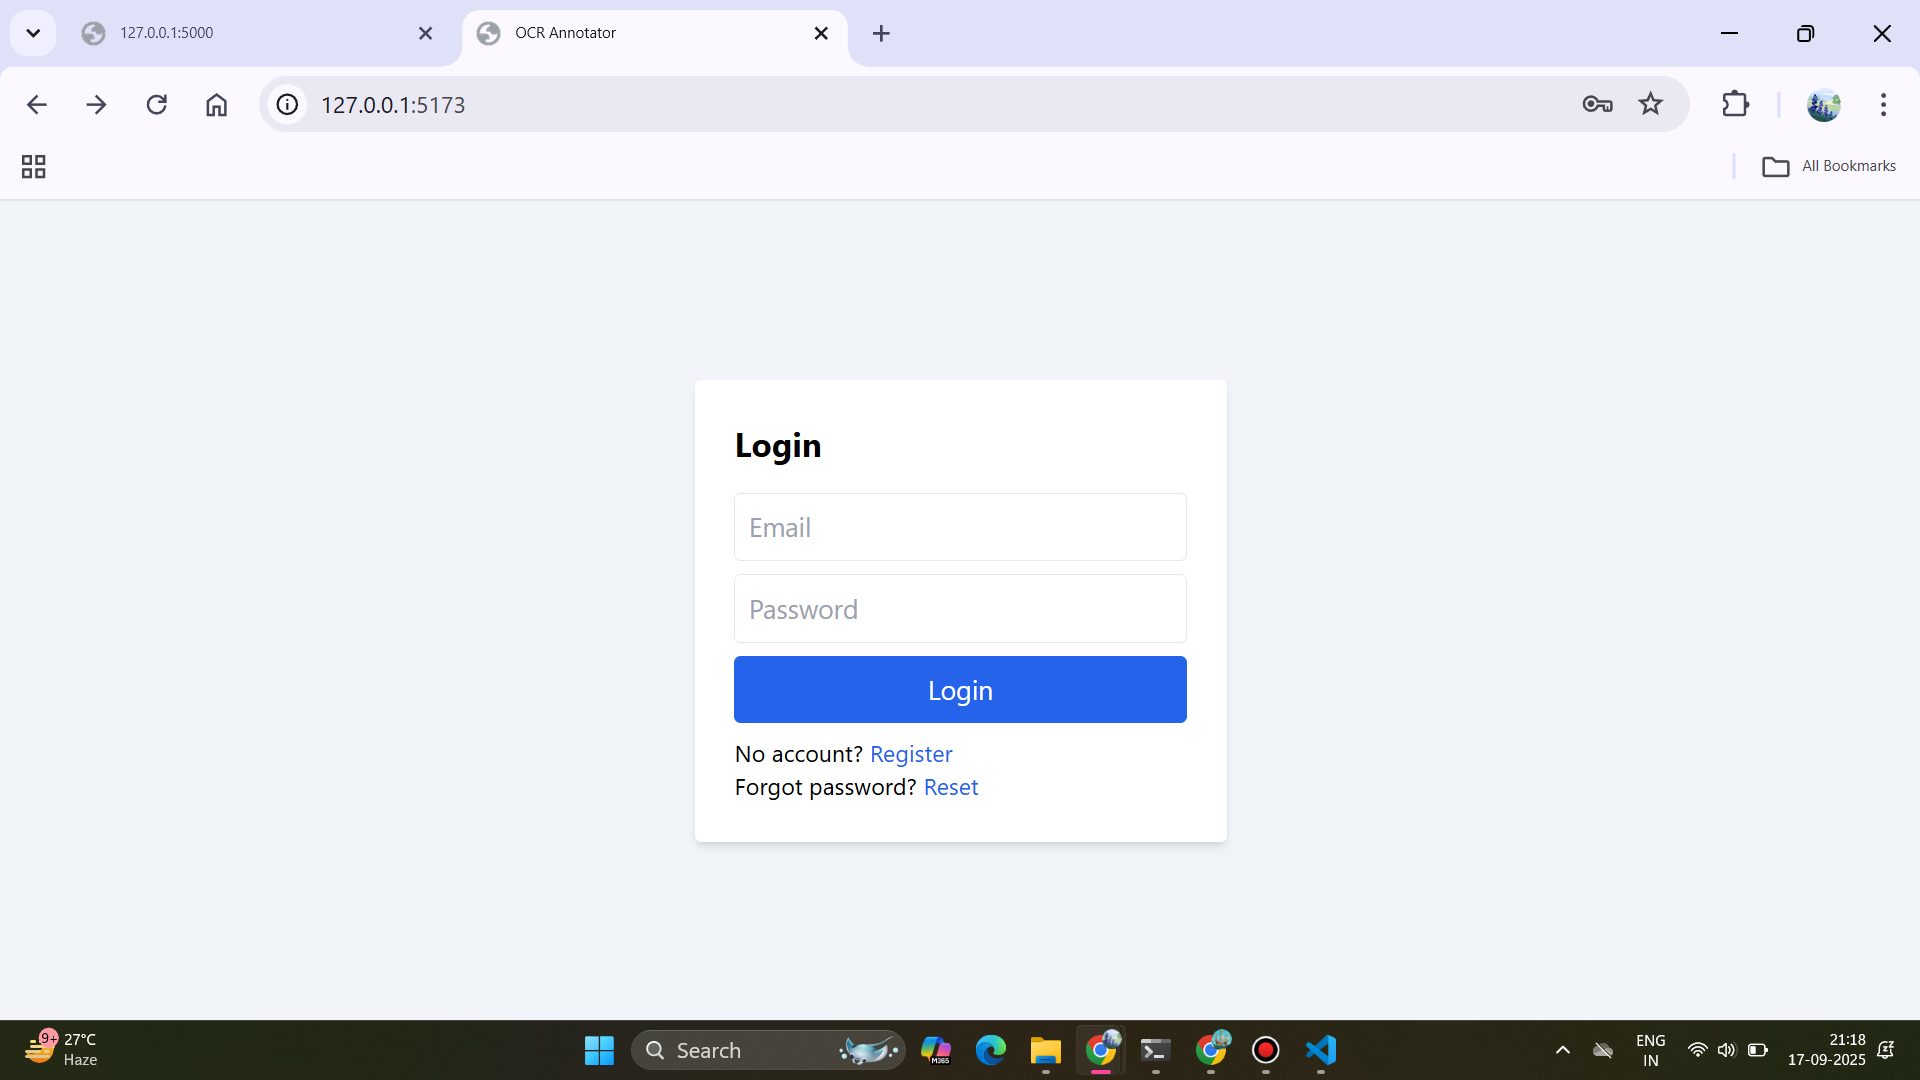 127.0.0.1:5000
OCR Annotator
127.0.0.1:5173
All Bookmarks
Login
Email
Password
Login
No account? Register
Forgot password? Reset
9+
27°C
Haze
Search
M365
ENG
IN
21:18
17-09-2025